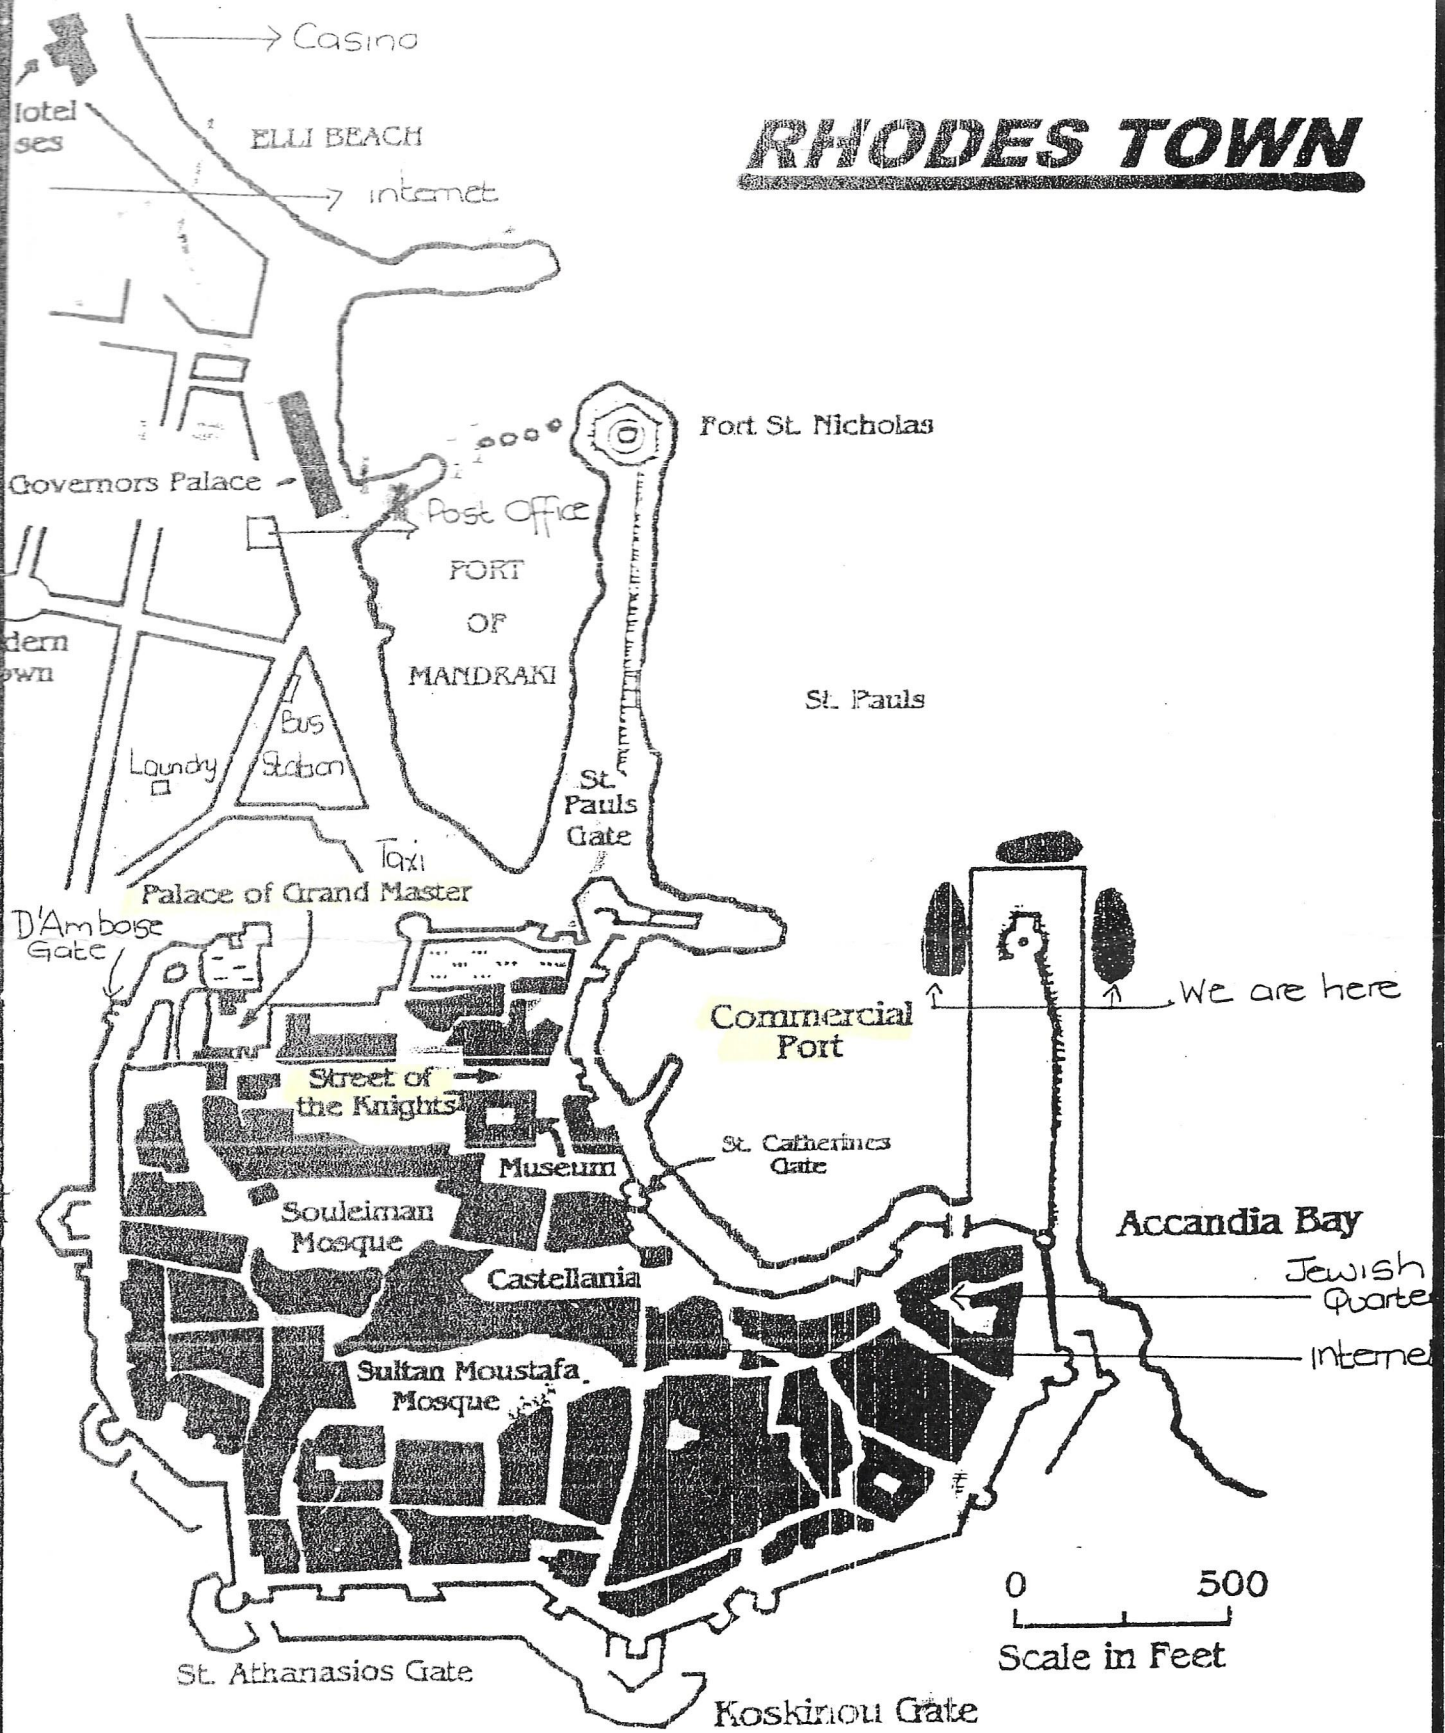 Casino
RHODES TOWN
lotel
ses
ELLI BEACH
internet
Fort St. Nicholas
Governors Palace
Post Office
PORT
OF
MANDRAKI
dern
own
St. Pauls
Bus
Station
Laundry
St.
Pauls
Gate
Taxi
Palace of Grand Master
D'Amboise
Gate
We are here
Commercial
Port
Street of
the Knights
St. Catherines
Gate
Museum
Souleiman
Mosque
Accandia Bay
Castellania
Jewish
Quarte
Interne
Sultan Moustafa
Mosque
0 500
Scale in Feet
St. Athanasios Gate
Koskinou Gate